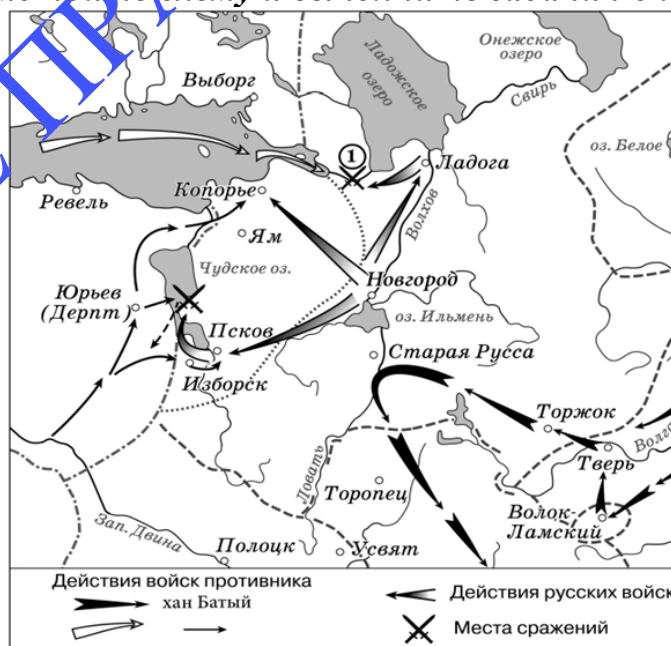 Выборг
Ладожское
озеро
Онежское
озеро
Свирь
оз. Белое
1
Ладога
Копорье
Ревель
Волхов
Ям
Чудское оз.
Новгород
Юрьев
(Дерпт)
оз. Ильмень
Псков
Изборск
Старая Русса
Торжок
Волга
Тверь
Ловать
Торопец
Волок-
Ламский
Зап. Двина
Полоцк
Усвят
Действия войск противника
хан Батый
Действия русских войск
Места сражений